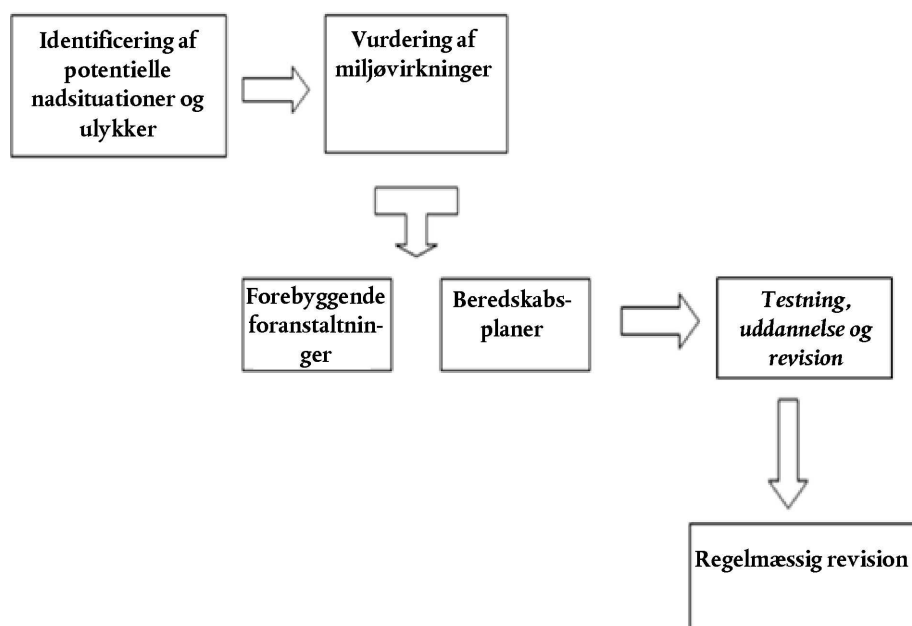 Identificering af
potentielle
nadsituationer og
ulykker
Vurdering af
miljøvirkninger
Forebyggende
foranstaltnin-
ger
Beredskabs-
planer
Testning,
uddannelse og
revision
Regelmæssig revision